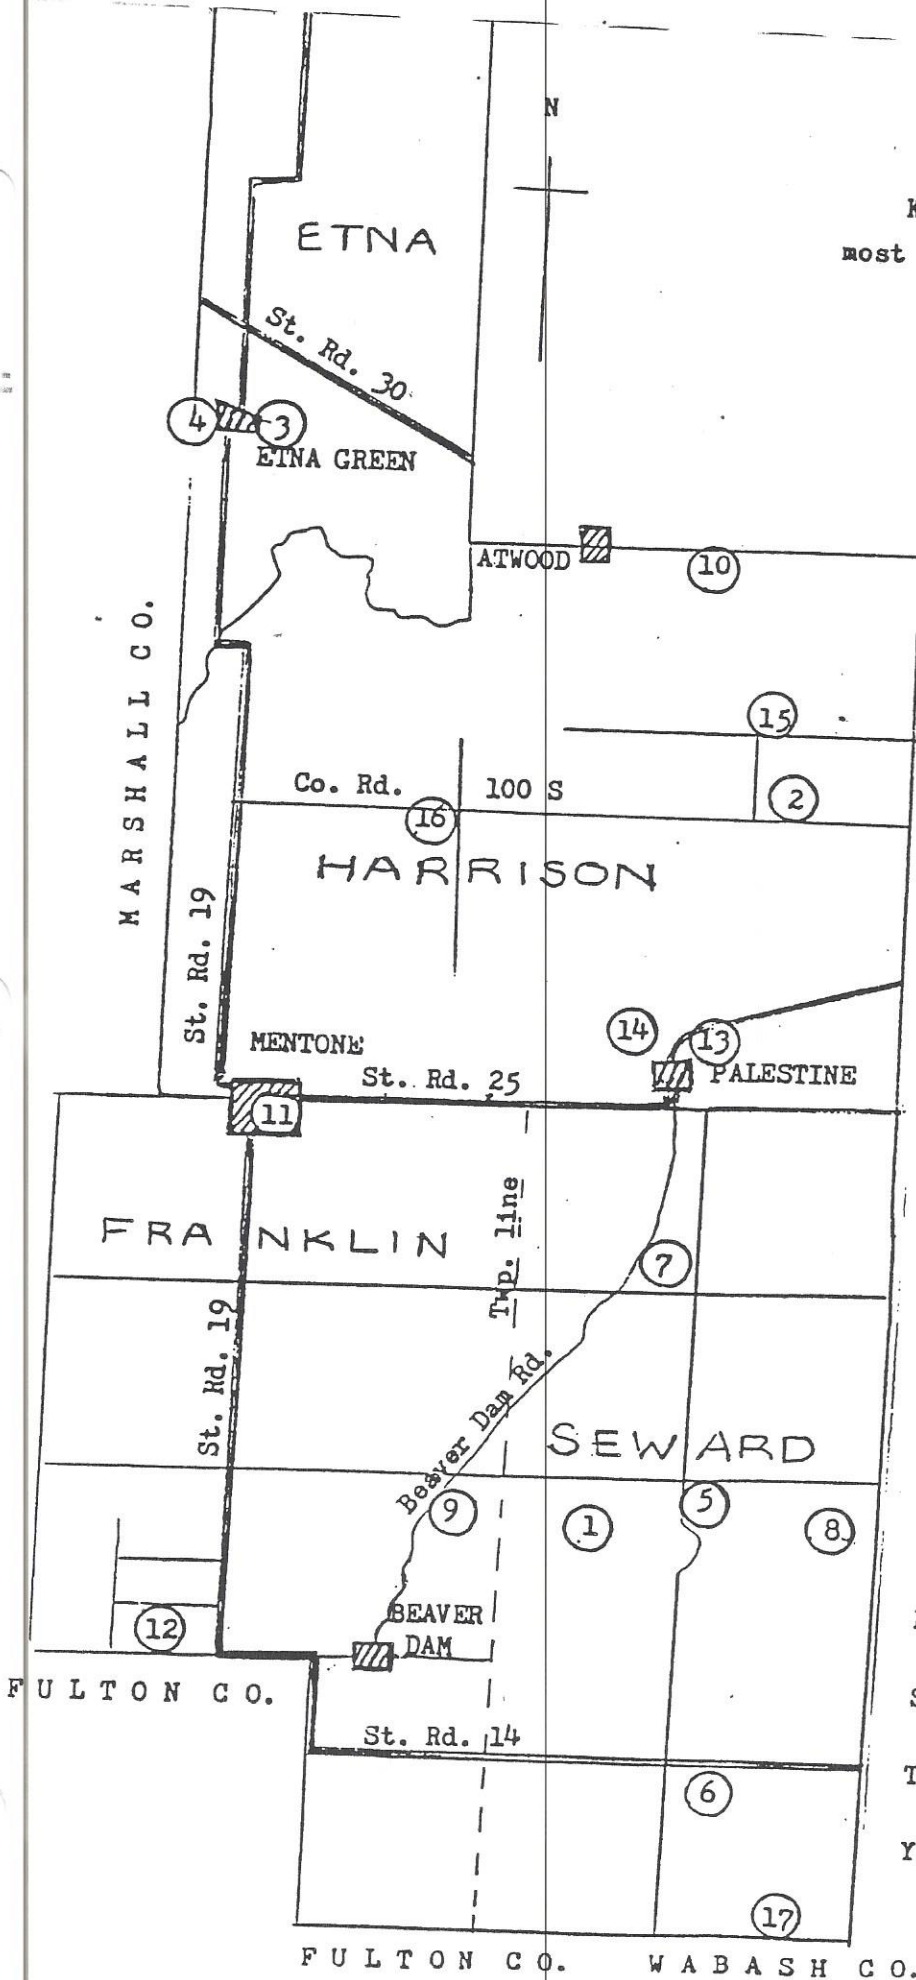 N
K
ETNA
most
St. Rd. 30
4
3
ETNA GREEN
ATWOOD
10
MARSHALL CO.
15
Co. Rd. 100 S
2
16
HARRISON
St. Rd. 19
14
13
MENTONE
St. Rd. 25
PALESTINE
11
FRANKLIN
Twp. line
7
St. Rd. 19
Beaver Dam Rd.
SEWARD
9
1
5
8
12
BEAVER
DAM
FULTON CO.
S
St. Rd. 14
T
6
Y
17
FULTON CO.
WABASH CO.